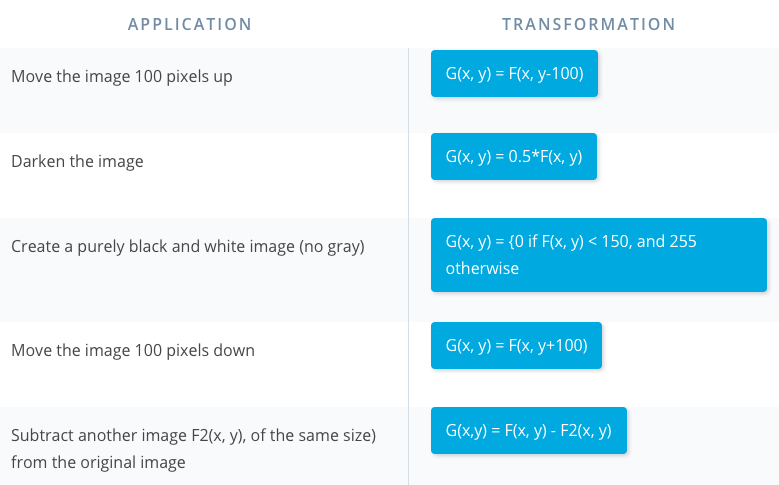 APPLICATION
TRANSFORMATION
Move the image 100 pixels up
G(x, y) = F(x, y-100)
Darken the image
G(x, y) = 0.5*F(x, y)
Create a purely black and white image (no gray)
G(x, y) = {0 if F(x, y) < 150, and 255
otherwise
Move the image 100 pixels down
G(x, y) = F(x, y+100)
Subtract another image F2(x, y), of the same size)
from the original image
G(x,y) = F(x, y) - F2(x, y)